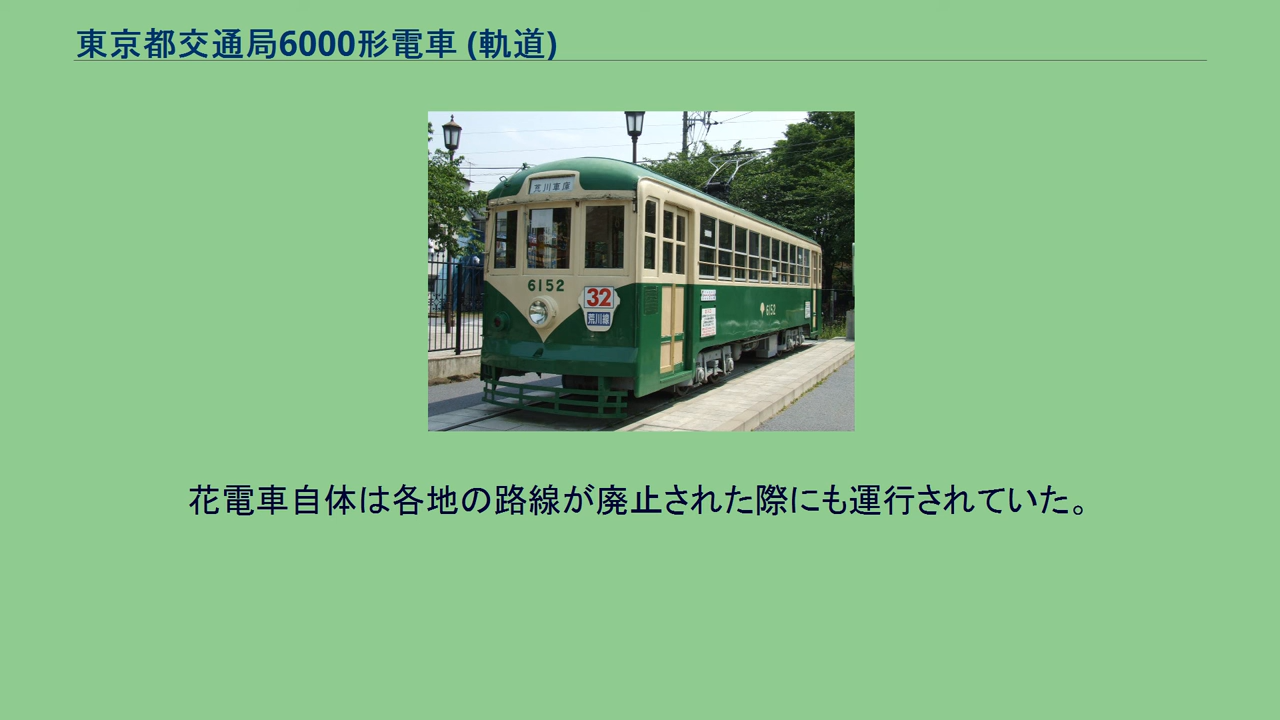 東京都交通局6000形電車 (軌道)
荒川車庫
6152
32
荒川線
6152
花電車自体は各地の路線が廃止された際にも運行されていた。